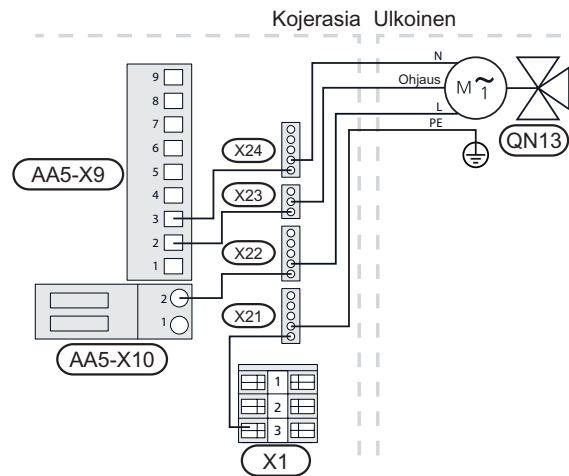 Kojerasia Ulkoinen
N
Ohjaus
L
PE
M ~ 1
QN13
AA5-X9
9
8
7
6
5
4
3
2
1
X24
X23
X22
X21
2
1
AA5-X10
1
2
3
X1